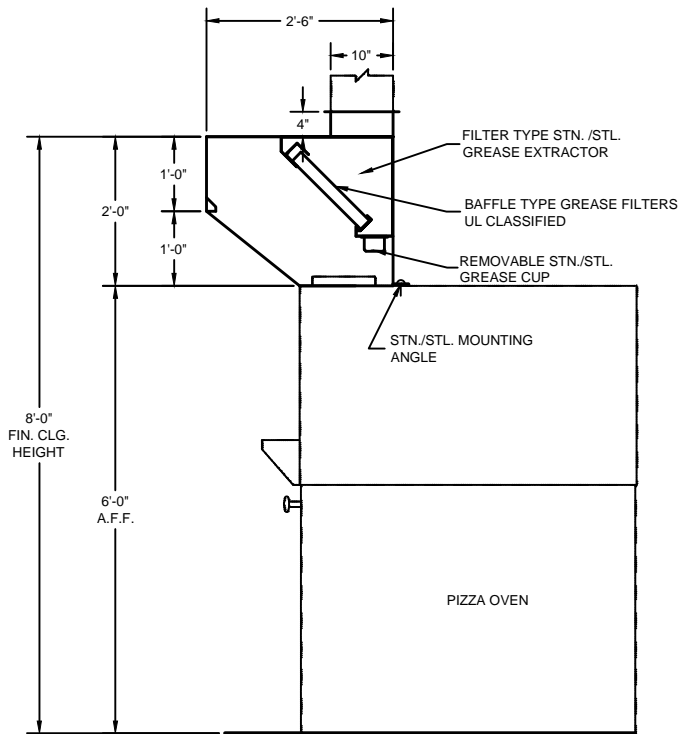 2'-6"
10"
4"
FILTER TYPE STN. /STL.
GREASE EXTRACTOR
1'-0"
2'-0"
BAFFLE TYPE GREASE FILTERS
UL CLASSIFIED
1'-0"
REMOVABLE STN./STL.
GREASE CUP
STN./STL. MOUNTING
ANGLE
8'-0"
FIN. CLG.
HEIGHT
6'-0"
A.F.F.
PIZZA OVEN